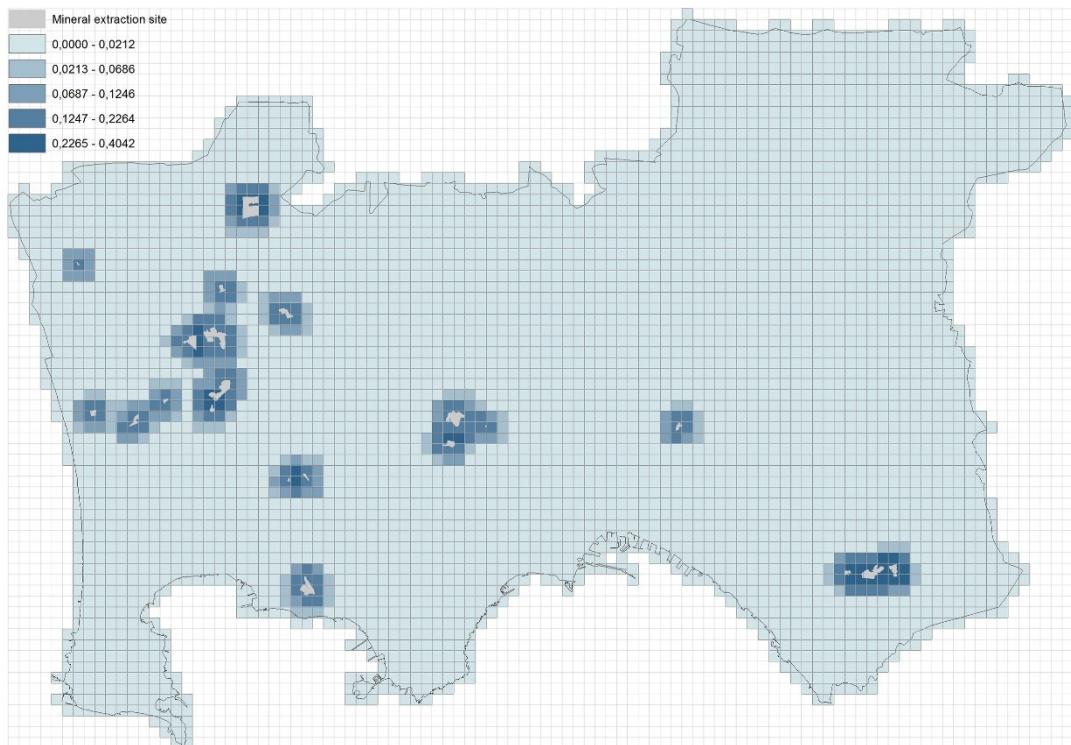 Mineral extraction site
0,0000 - 0,0212
0,0213 - 0,0686
0,0687 - 0,1246
0,1247 - 0,2264
0,2265 - 0,4042